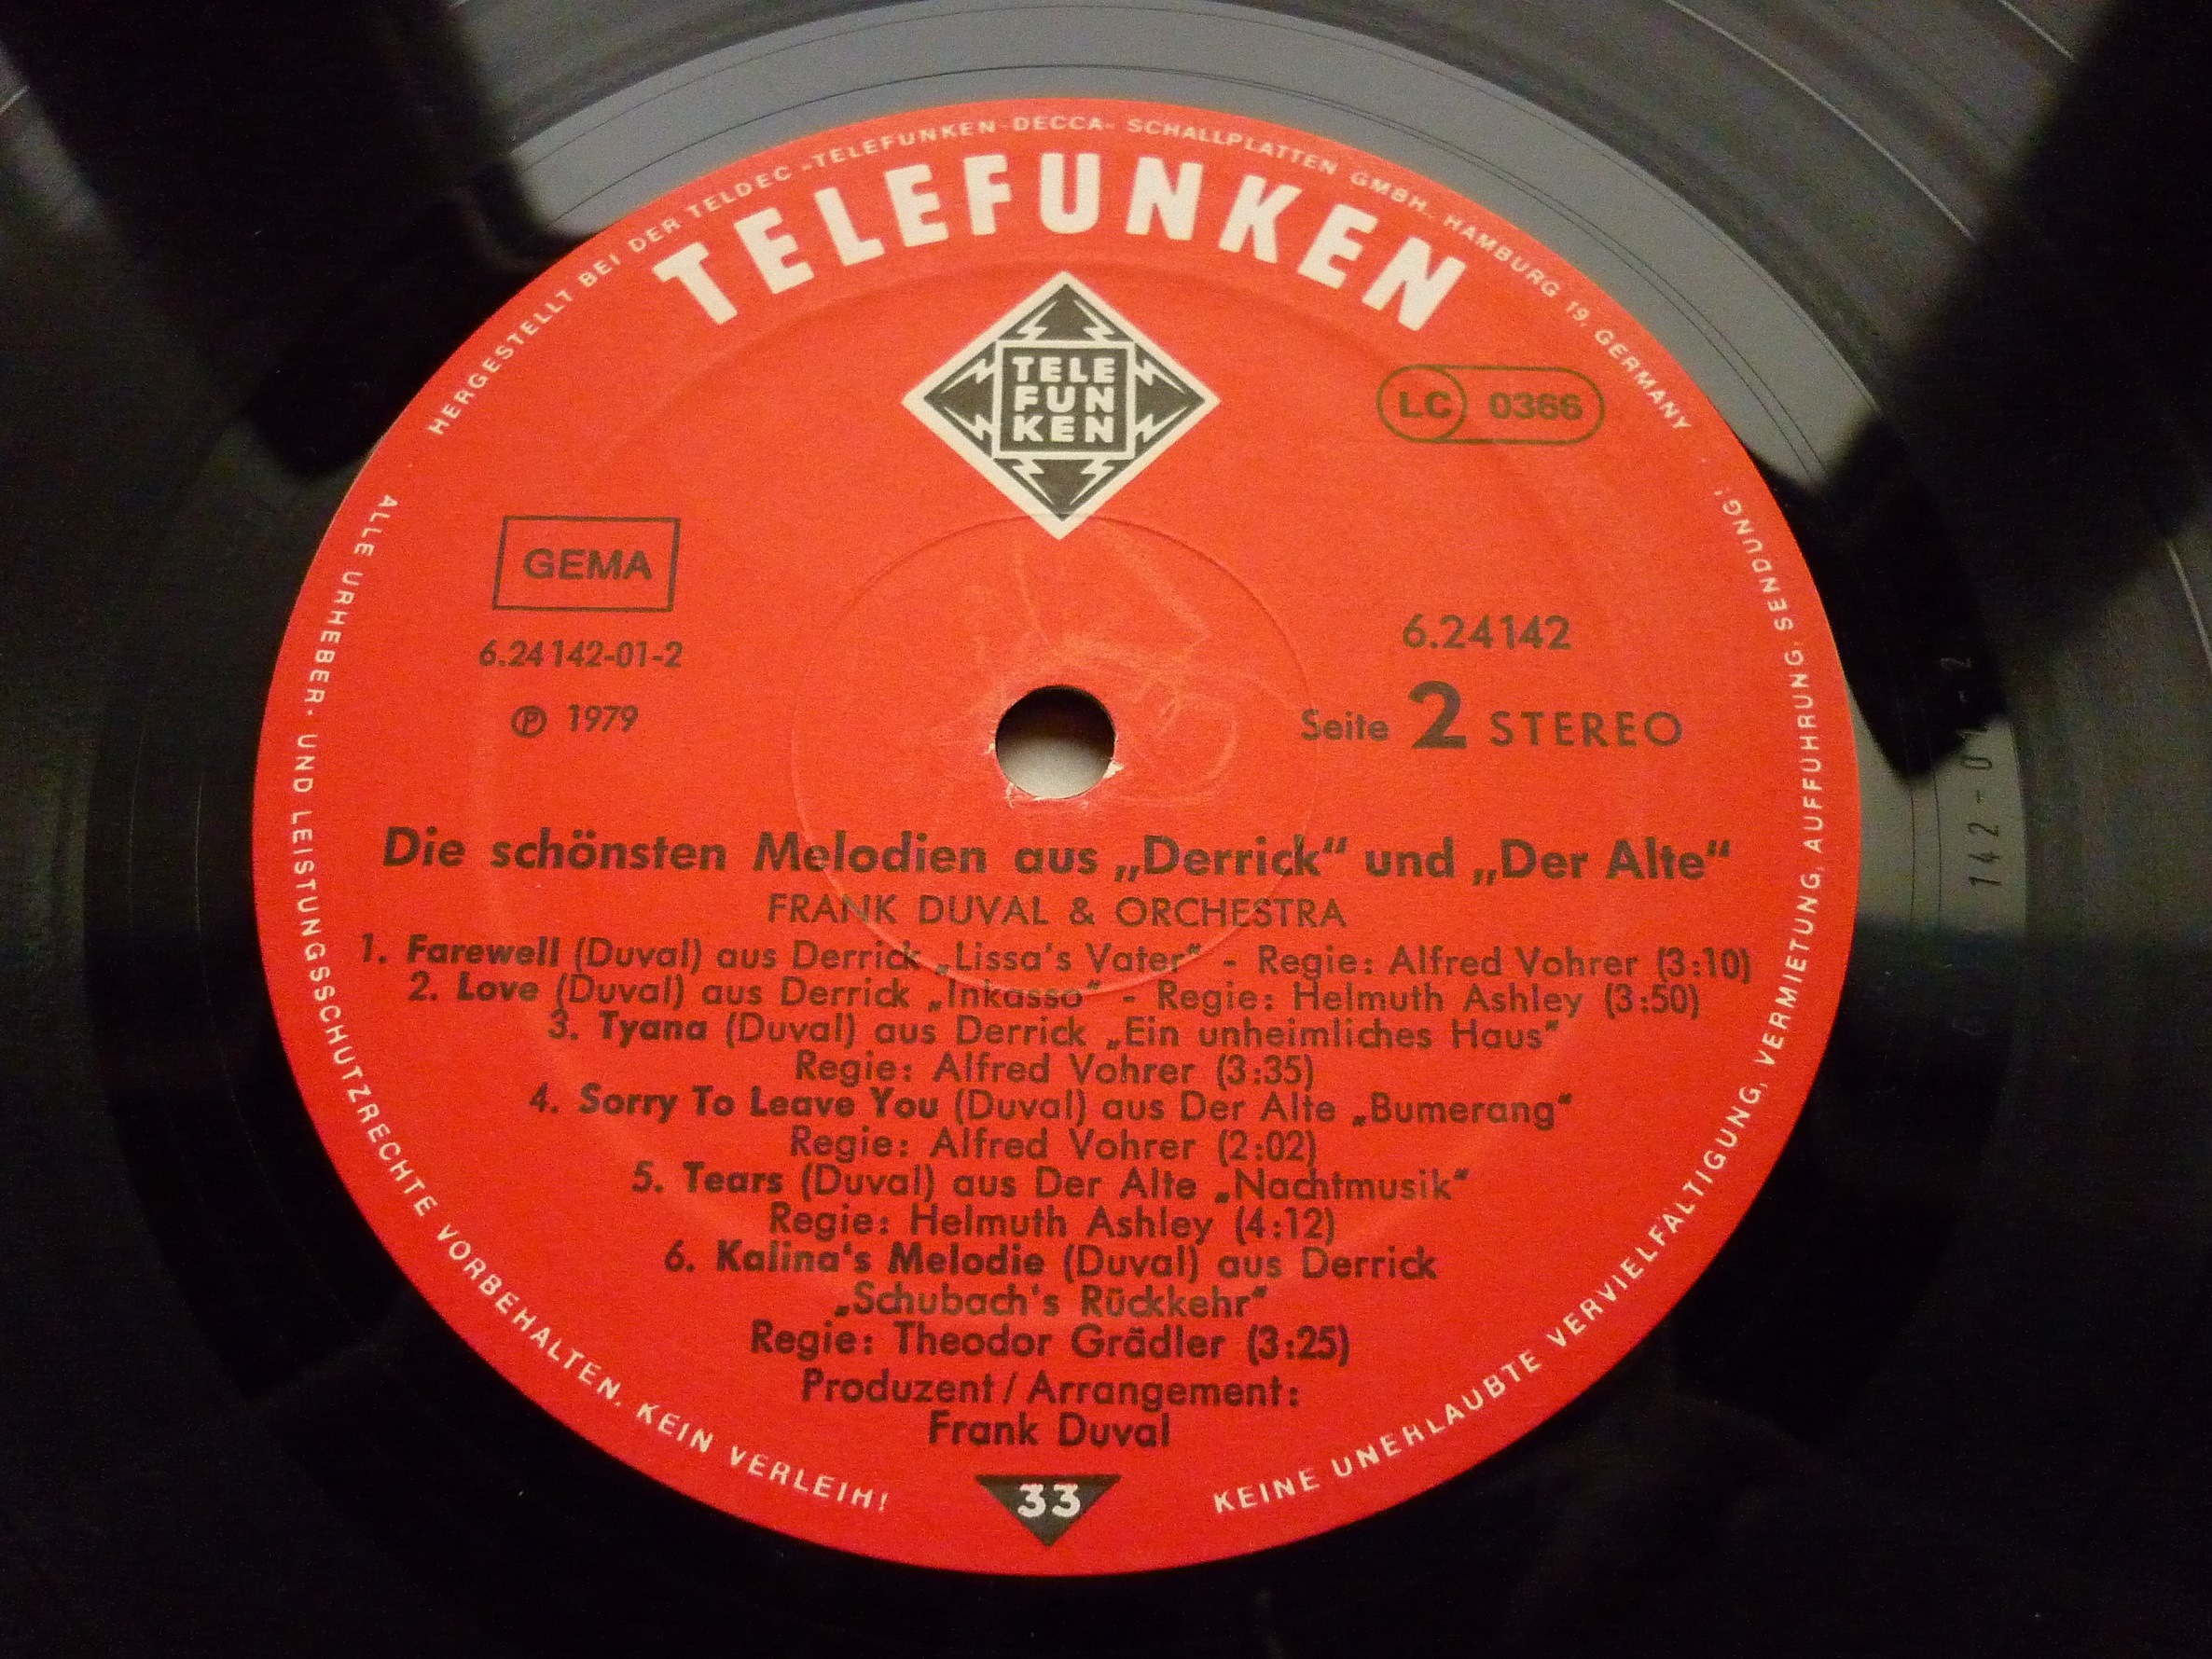 HERGESTELLT BEI DER TELDEC »TELEFUNKEN-DECCA« SCHALLPLATTEN GMBH., HAMBURG 19, GERMANY
TELEFUNKEN
TELE
FUN
KEN
LC 0366
GEMA
6.24142-01-2
℗ 1979
6.24142
Seite 2 STEREO
Die schönsten Melodien aus „Derrick“ und „Der Alte“
FRANK DUVAL & ORCHESTRA
1. Farewell (Duval) aus Derrick „Lissa's Vater“ - Regie: Alfred Vohrer (3:10)
2. Love (Duval) aus Derrick „Inkasso“ - Regie: Helmuth Ashley (3:50)
3. Tyana (Duval) aus Derrick „Ein unheimliches Haus“
Regie: Alfred Vohrer (3:35)
4. Sorry To Leave You (Duval) aus Der Alte „Bumerang“
Regie: Alfred Vohrer (2:02)
5. Tears (Duval) aus Der Alte „Nachtmusik“
Regie: Helmuth Ashley (4:12)
6. Kalina's Melodie (Duval) aus Derrick
„Schubach's Rückkehr“
Regie: Theodor Grädler (3:25)
Produzent / Arrangement:
Frank Duval
33
ALLE URHEBER- UND LEISTUNGSSCHUTZRECHTE VORBEHALTEN. KEIN VERLEIH!
KEINE UNERLAUBTE VERVIELFÄLTIGUNG, VERMIETUNG, AUFFÜHRUNG, SENDUNG!
142-01-2